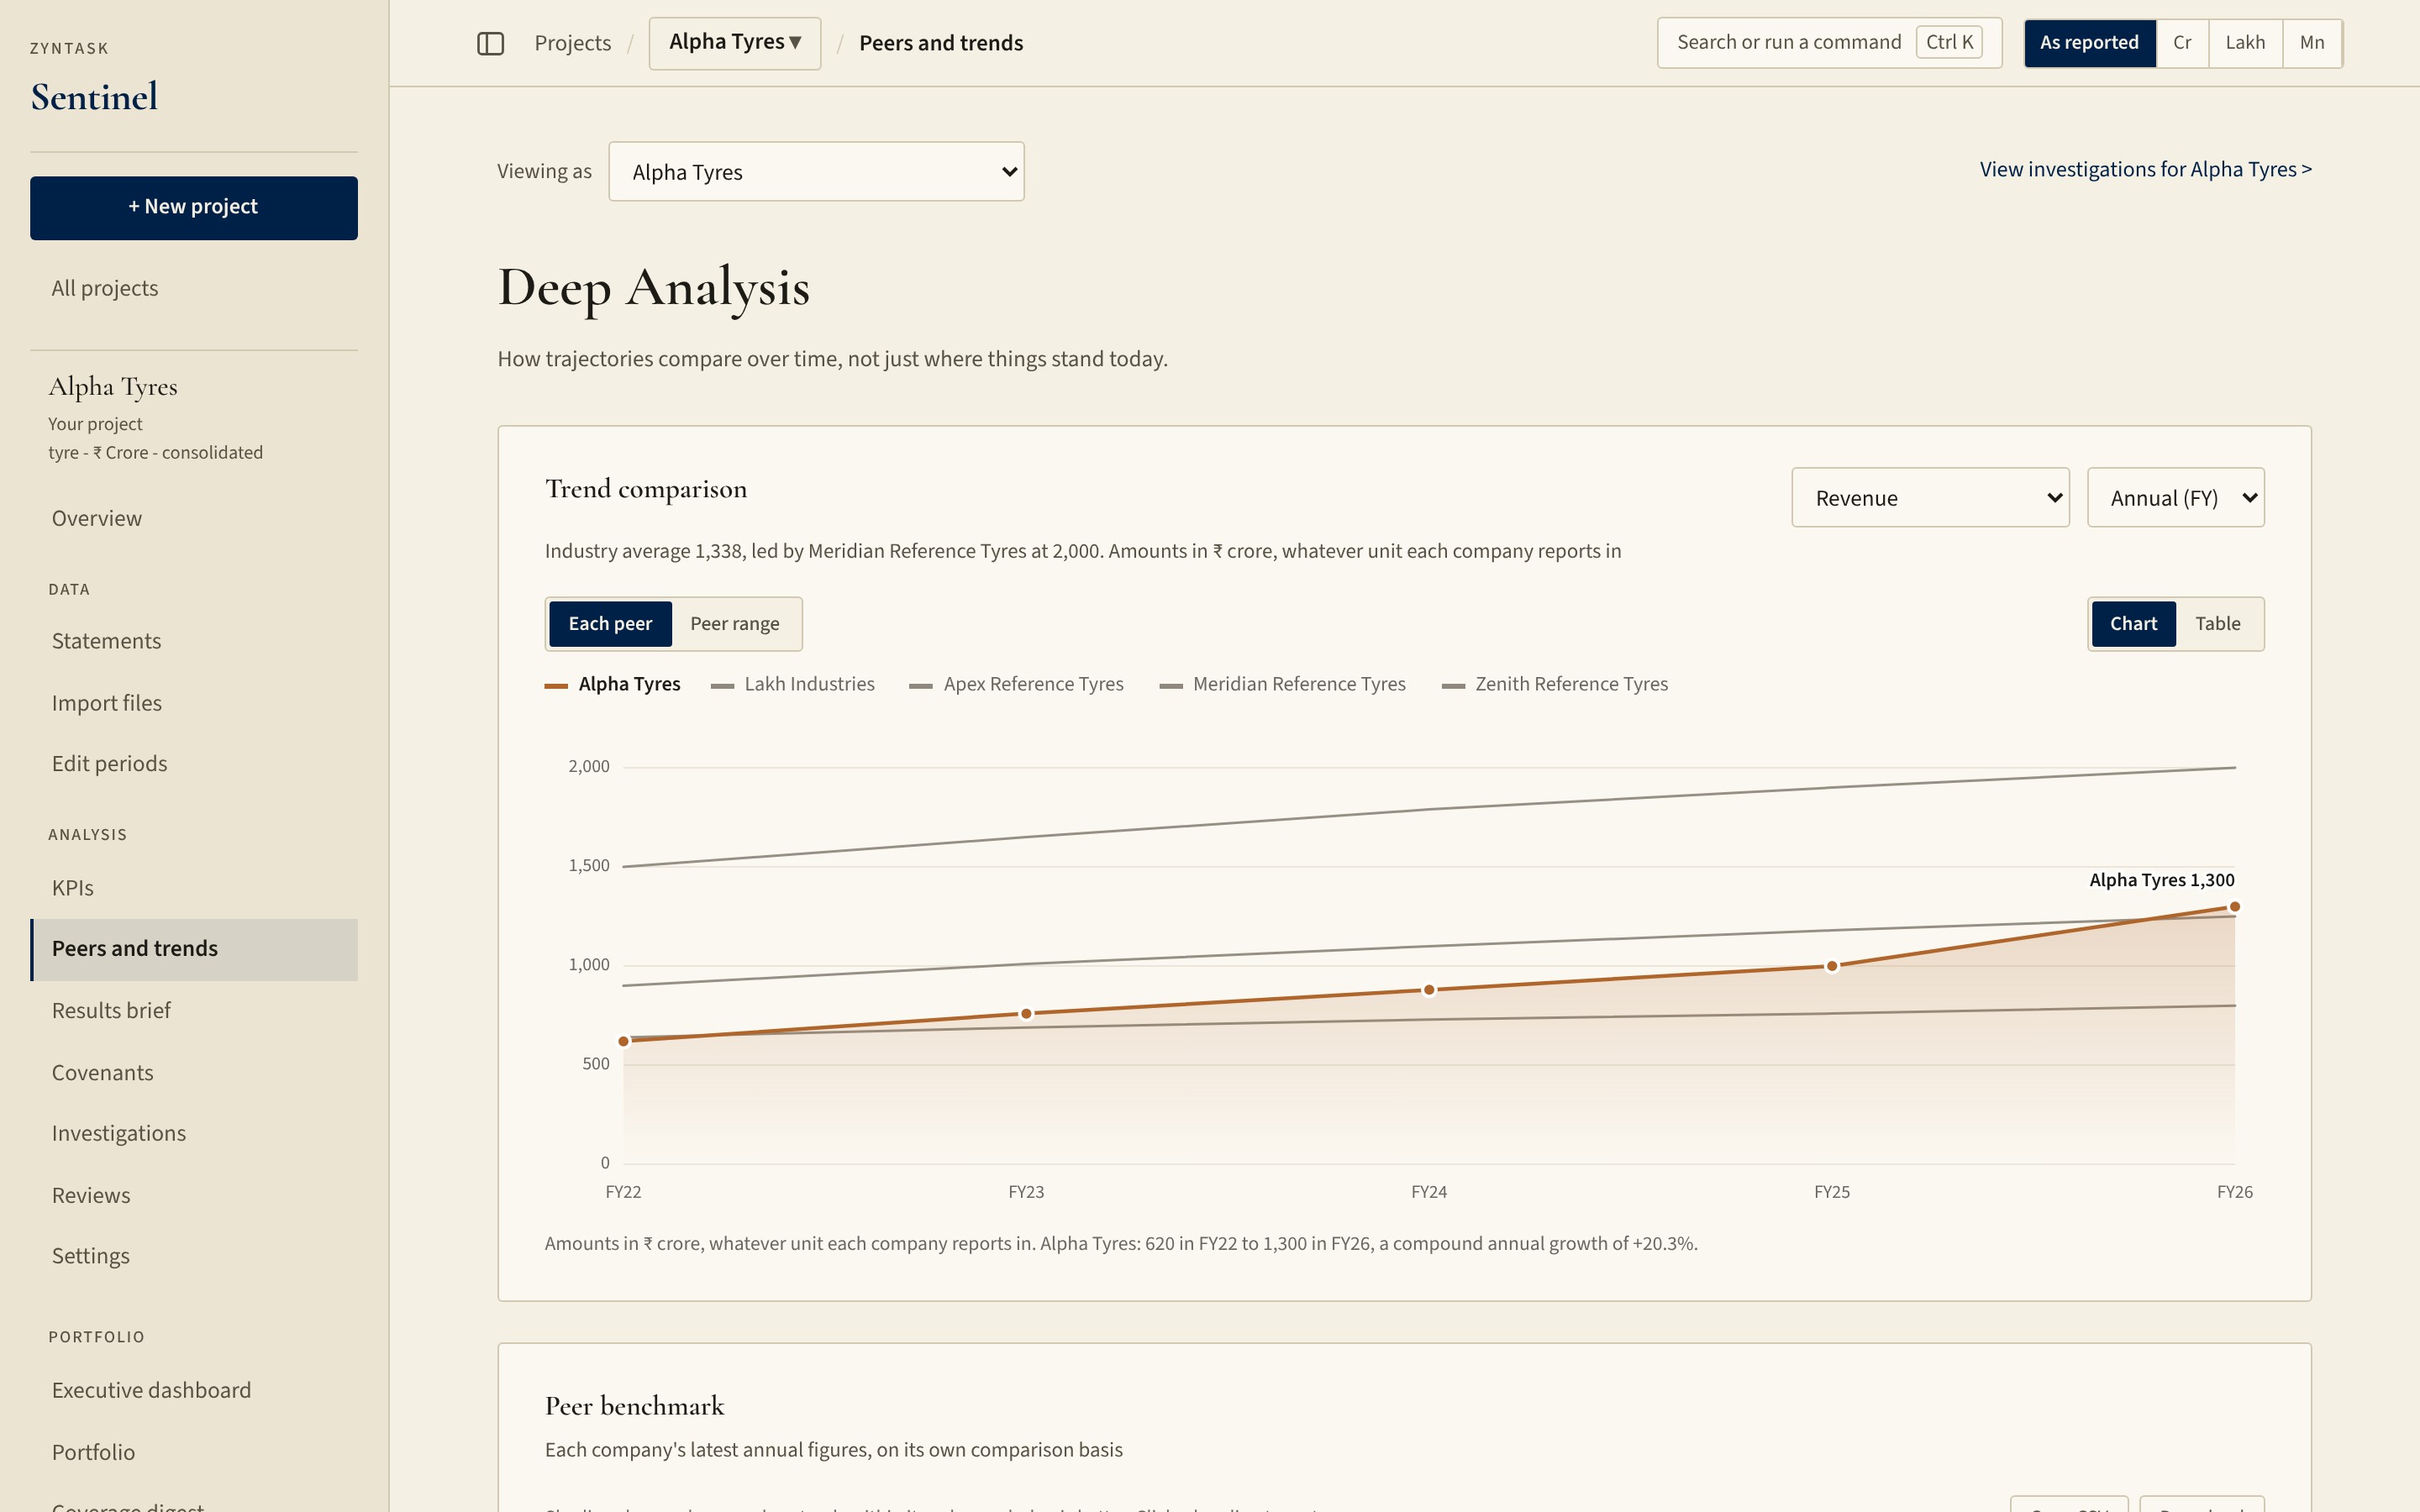 ZYNTASK
Sentinel
+ New project
All projects
Alpha Tyres
Your project
tyre - ₹ Crore - consolidated
Overview
DATA
Statements
Import files
Edit periods
ANALYSIS
KPIs
Peers and trends
Results brief
Covenants
Investigations
Reviews
Settings
PORTFOLIO
Executive dashboard
Portfolio
Coverage digest
Projects / Alpha Tyres ▾ / Peers and trends
Search or run a command Ctrl K
As reported Cr Lakh Mn
Viewing as Alpha Tyres
View investigations for Alpha Tyres >
Deep Analysis
How trajectories compare over time, not just where things stand today.
Trend comparison
Revenue
Annual (FY)
Industry average 1,338, led by Meridian Reference Tyres at 2,000. Amounts in ₹ crore, whatever unit each company reports in
Each peer Peer range
Chart Table
Alpha Tyres Lakh Industries Apex Reference Tyres Meridian Reference Tyres Zenith Reference Tyres
2,000
1,500
Alpha Tyres 1,300
1,000
500
0
FY22 FY23 FY24 FY25 FY26
Amounts in ₹ crore, whatever unit each company reports in. Alpha Tyres: 620 in FY22 to 1,300 in FY26, a compound annual growth of +20.3%.
Peer benchmark
Each company's latest annual figures, on its own comparison basis